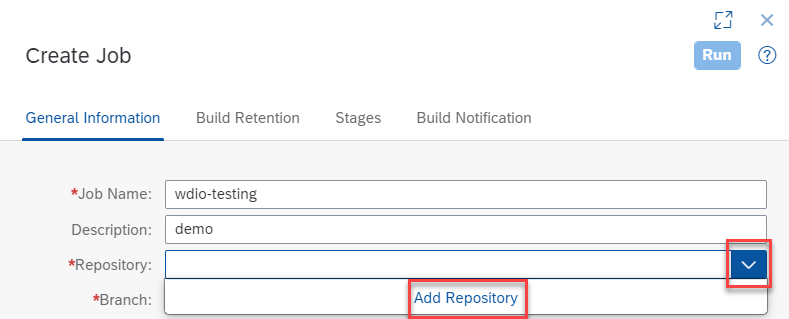 Create Job
Run
General Information Build Retention Stages Build Notification
*Job Name: wdio-testing
Description: demo
*Repository:
*Branch: Add Repository